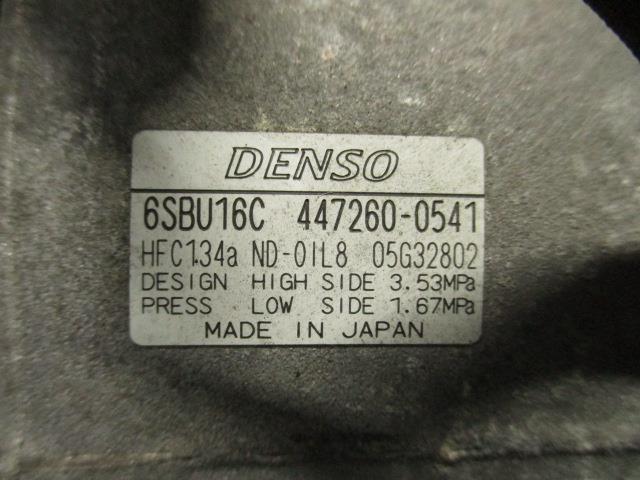 DENSO
6SBU16C 447260-0541
HFC134a ND-OIL8 05G32802
DESIGN HIGH SIDE 3.53MPa
PRESS LOW SIDE 1.67MPa
MADE IN JAPAN